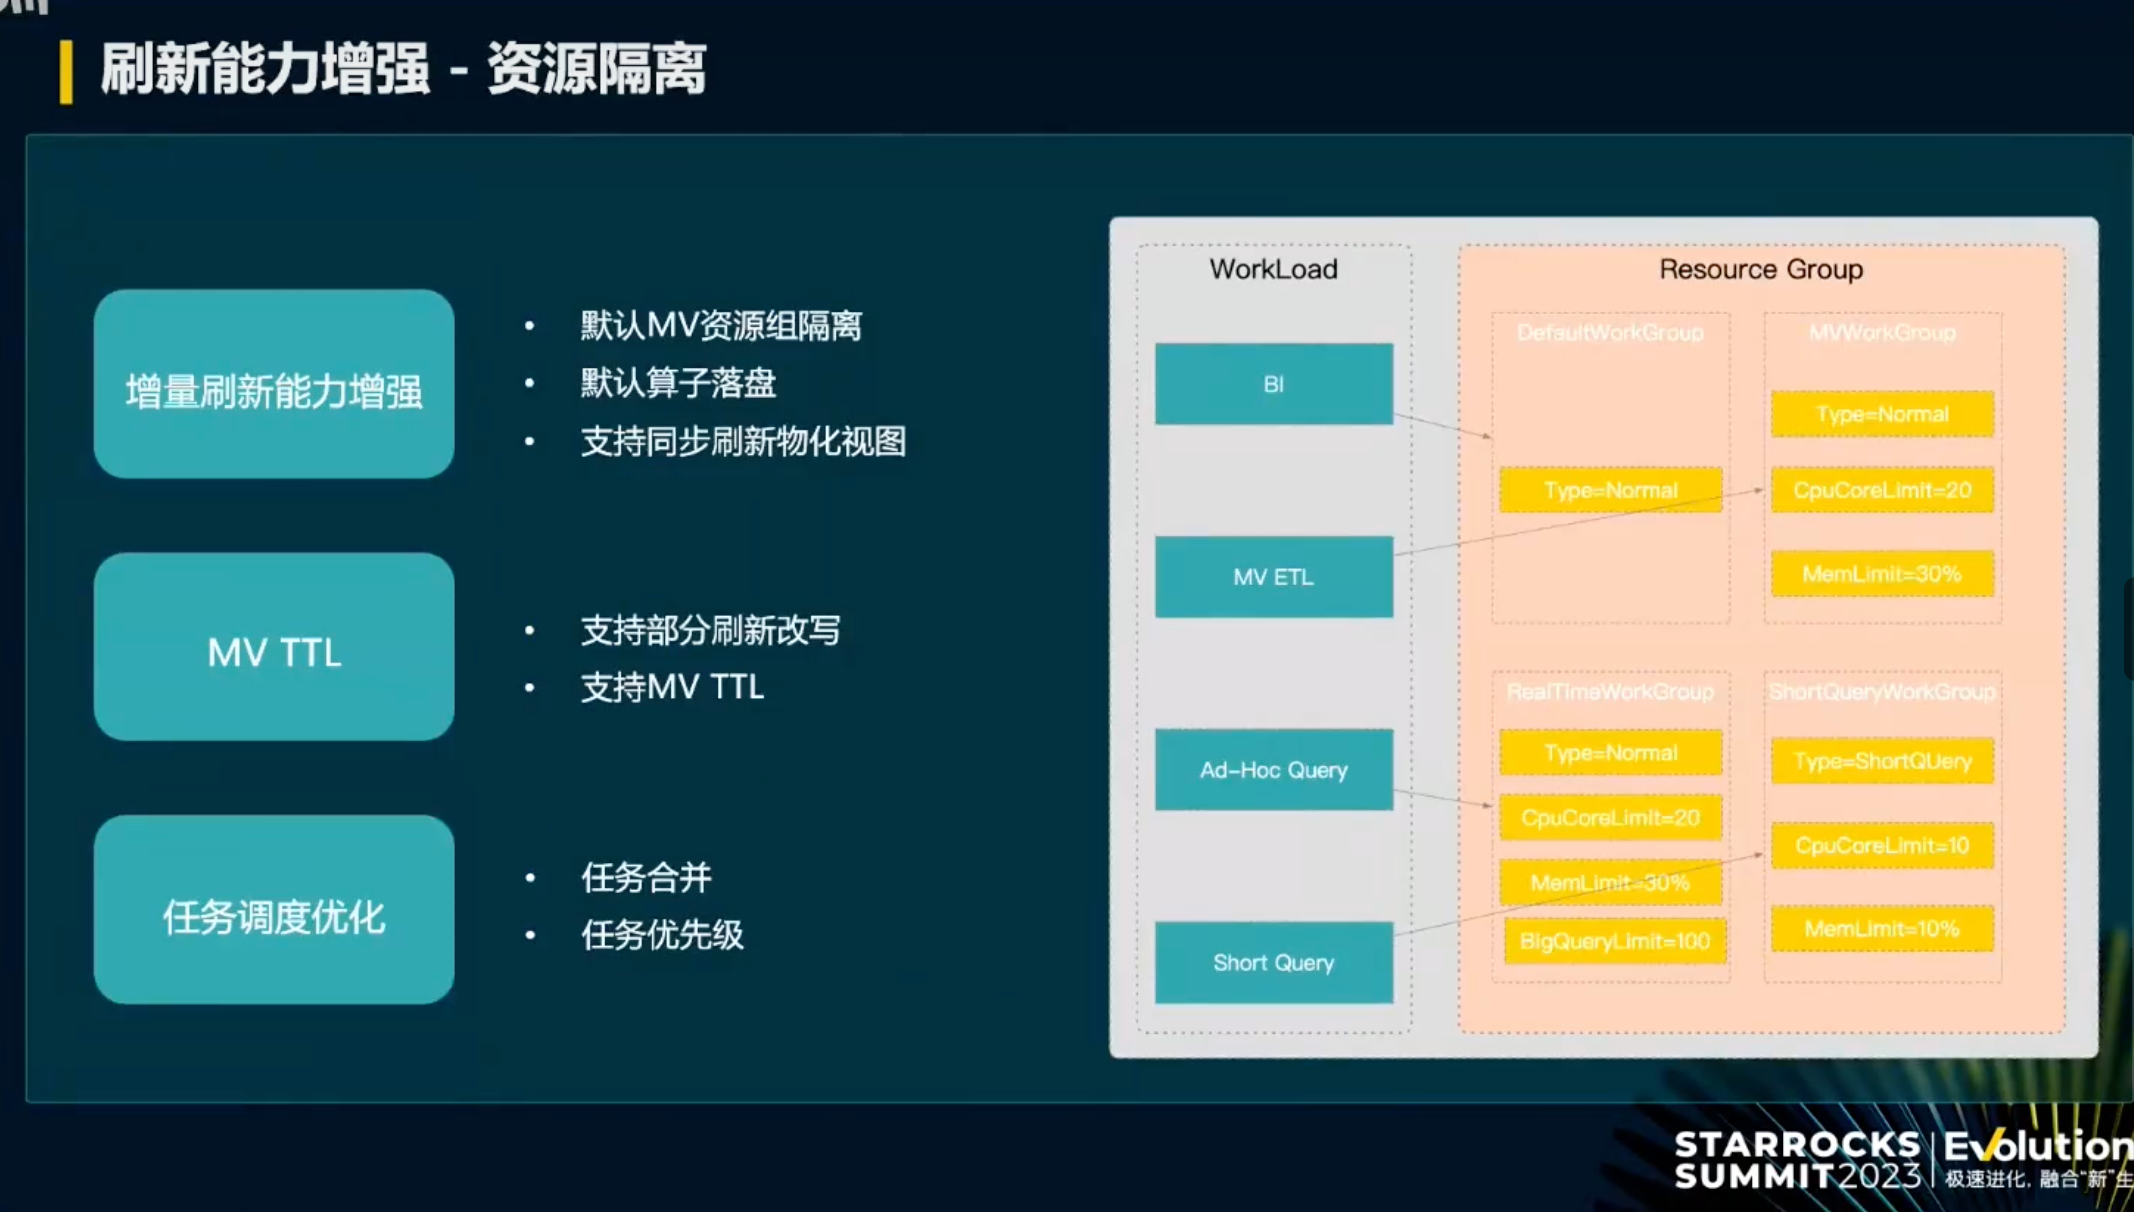 刷新能力增强 - 资源隔离
增量刷新能力增强
• 默认MV资源组隔离
• 默认算子落盘
• 支持同步刷新物化视图
MV TTL
• 支持部分刷新改写
• 支持MV TTL
任务调度优化
• 任务合并
• 任务优先级
WorkLoad
BI
MV ETL
Ad-Hoc Query
Short Query
Resource Group
DefaultWorkGroup
Type=Normal
MVWorkGroup
Type=Normal
CpuCoreLimit=20
MemLimit=30%
RealTimeWorkGroup
Type=Normal
CpuCoreLimit=20
MemLimit=30%
BigQueryLimit=100
ShortQueryWorkGroup
Type=ShortQUery
CpuCoreLimit=10
MemLimit=10%
STARROCKS
SUMMIT2023
Evolution
极速进化, 融合“新”生